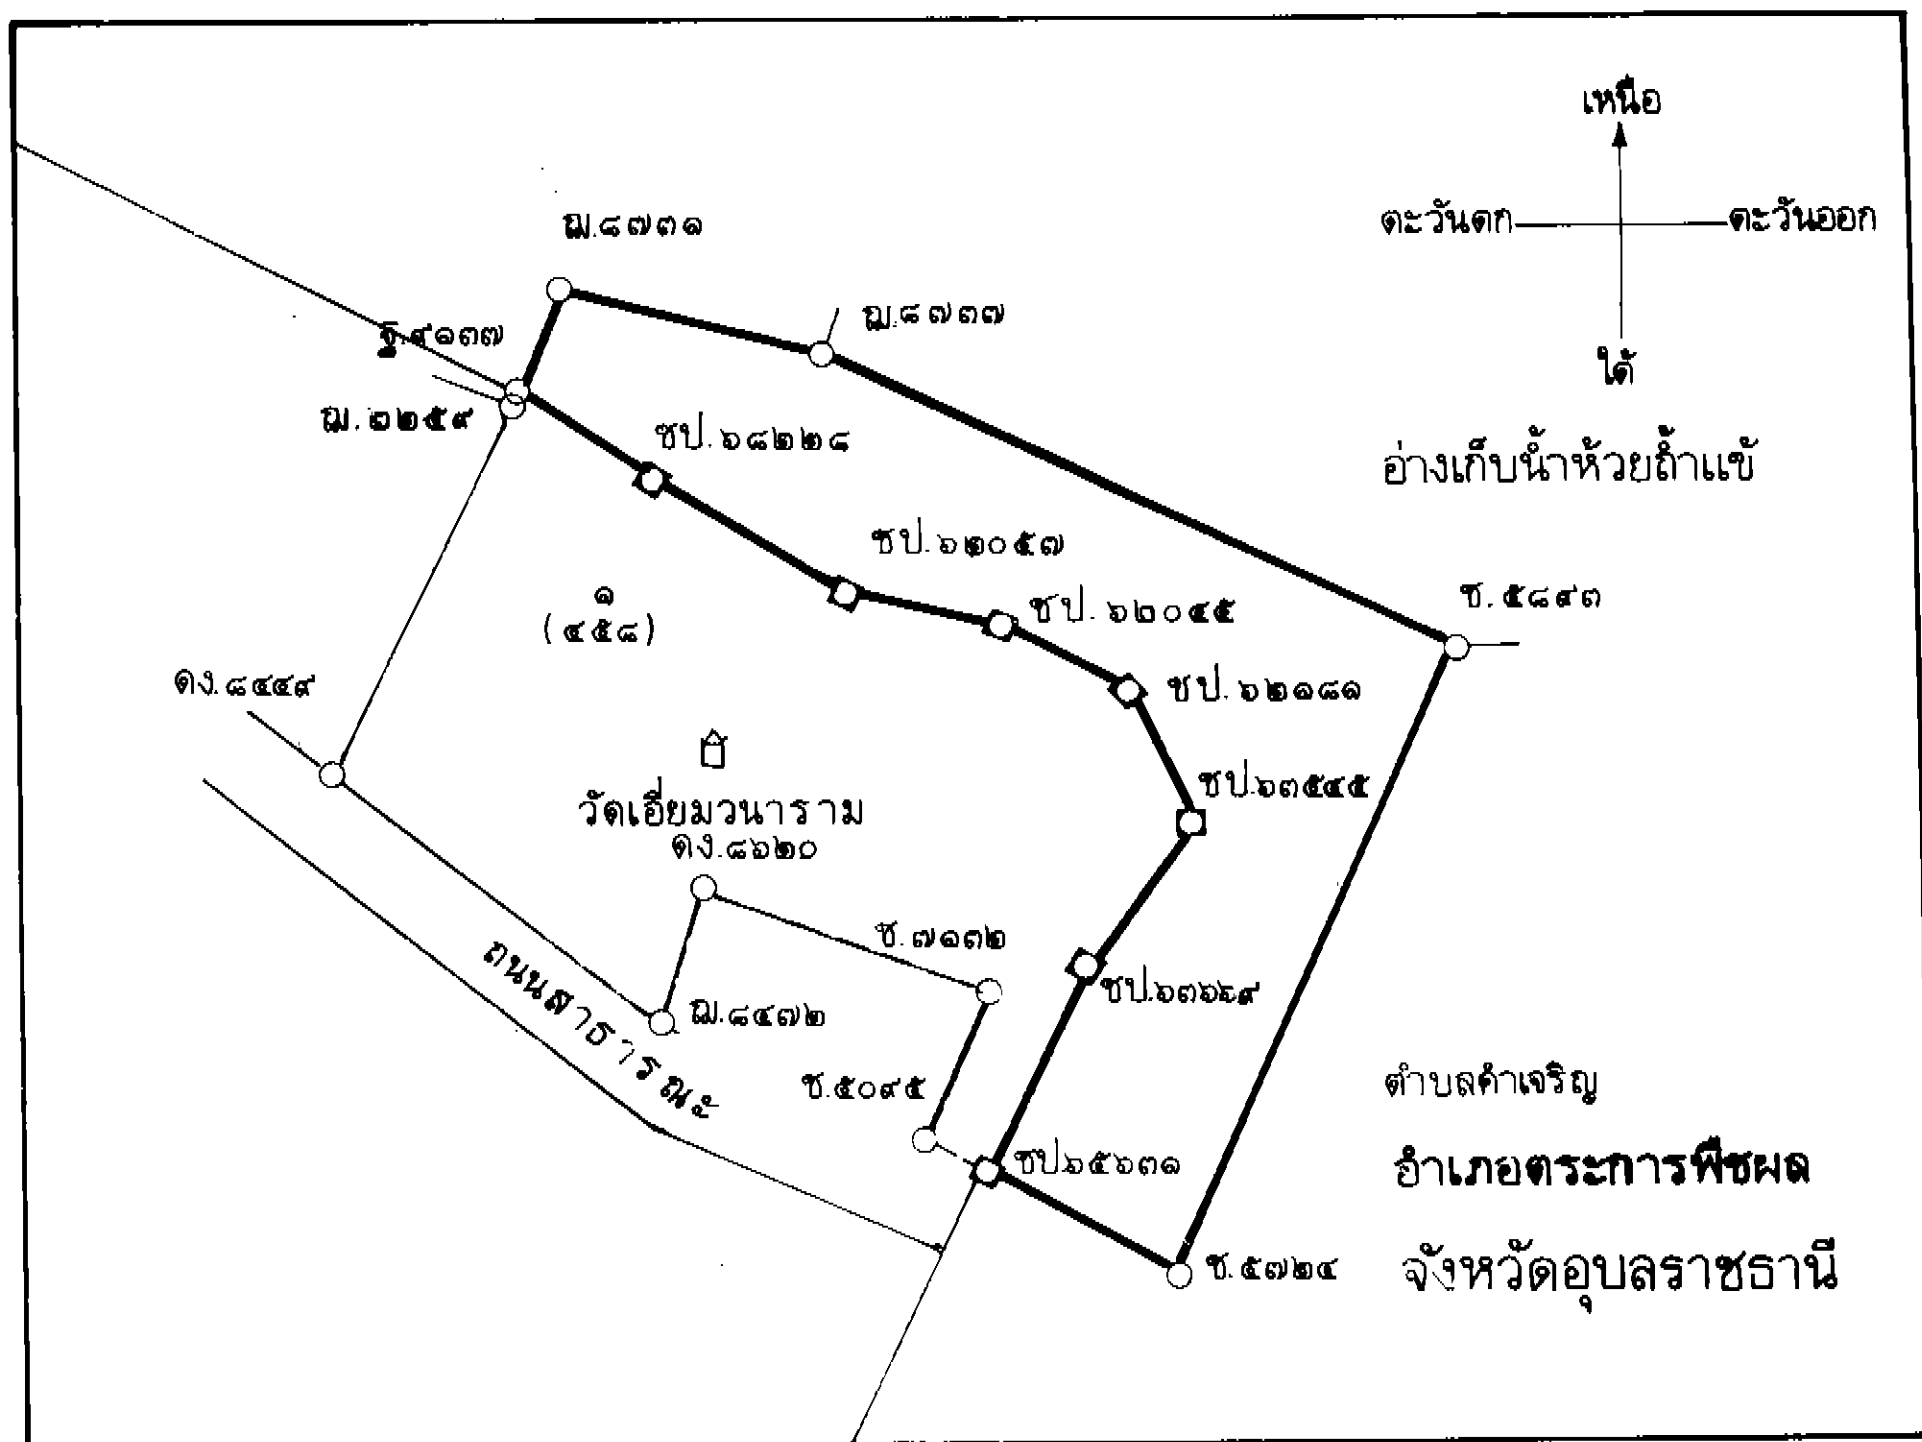 เหนือ
ตะวันตก
ตะวันออก
ใต้
ฌ.๘๗๓๑
ฌ.๘๗๓๗
ฐ.๙๑๓๗
ชป.๖๘๒๒๘
อ่างเก็บน้ำห้วยถ้ำแข้
ชป.๖๒๐๕๗
๑
(๔๕๘)
ชป.๖๒๐๔๕
ช.๕๘๙๓
ดง.๘๔๔๙
ชป.๖๒๑๘๑
ชป.๖๓๕๔๕
วัดเอี่ยมวนาราม
ดง.๘๖๒๐
ช.๗๑๓๒
ถนนสาธารณะ
ฌ.๘๔๗๒
ชป.๖๓๖๖๙
ช.๕๐๙๕
ตำบลคำเจริญ
ชป.๖๕๖๓๑
อำเภอตระการพืชผล
ช.๕๗๒๔
จังหวัดอุบลราชธานี